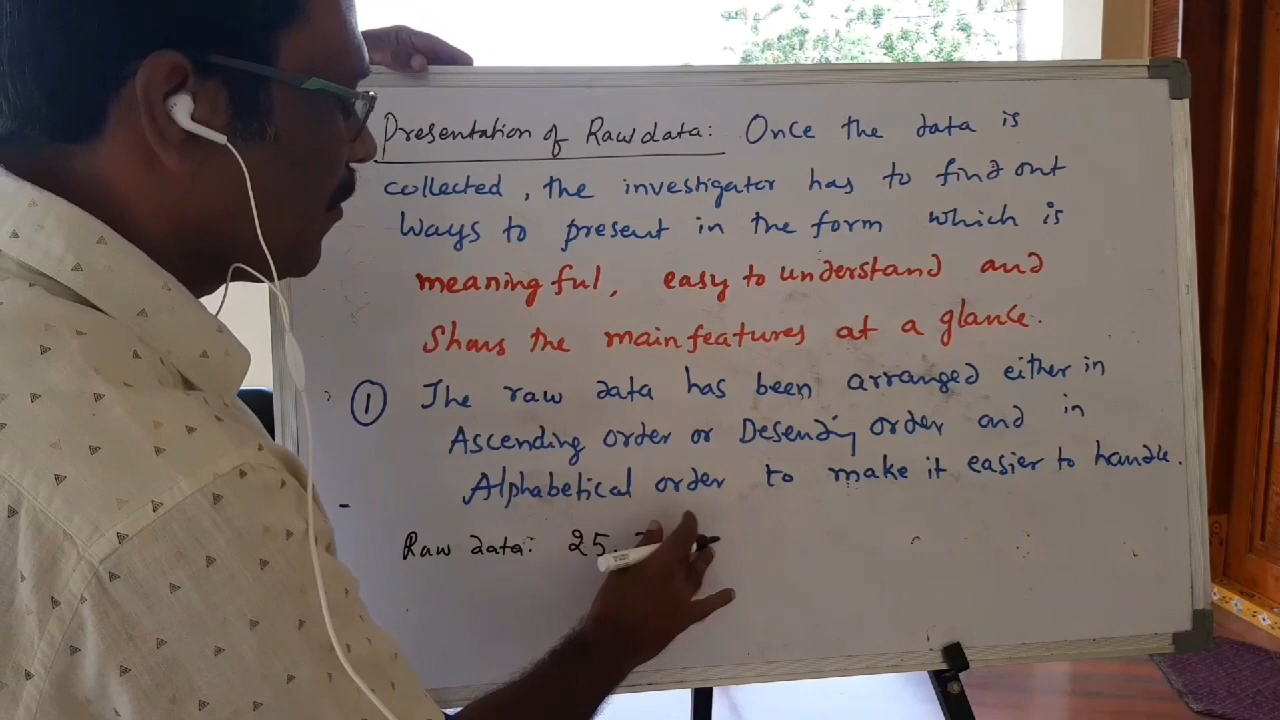 Presentation of Raw data: Once the data is
collected, the investigator has to find out
Ways to present in the form which is
meaningful, easy to understand and
Shows the main features at a glance.
① The raw data has been arranged either in
Ascending order or Desending order and in
Alphabetical order to make it easier to handle.
Raw data: 25.